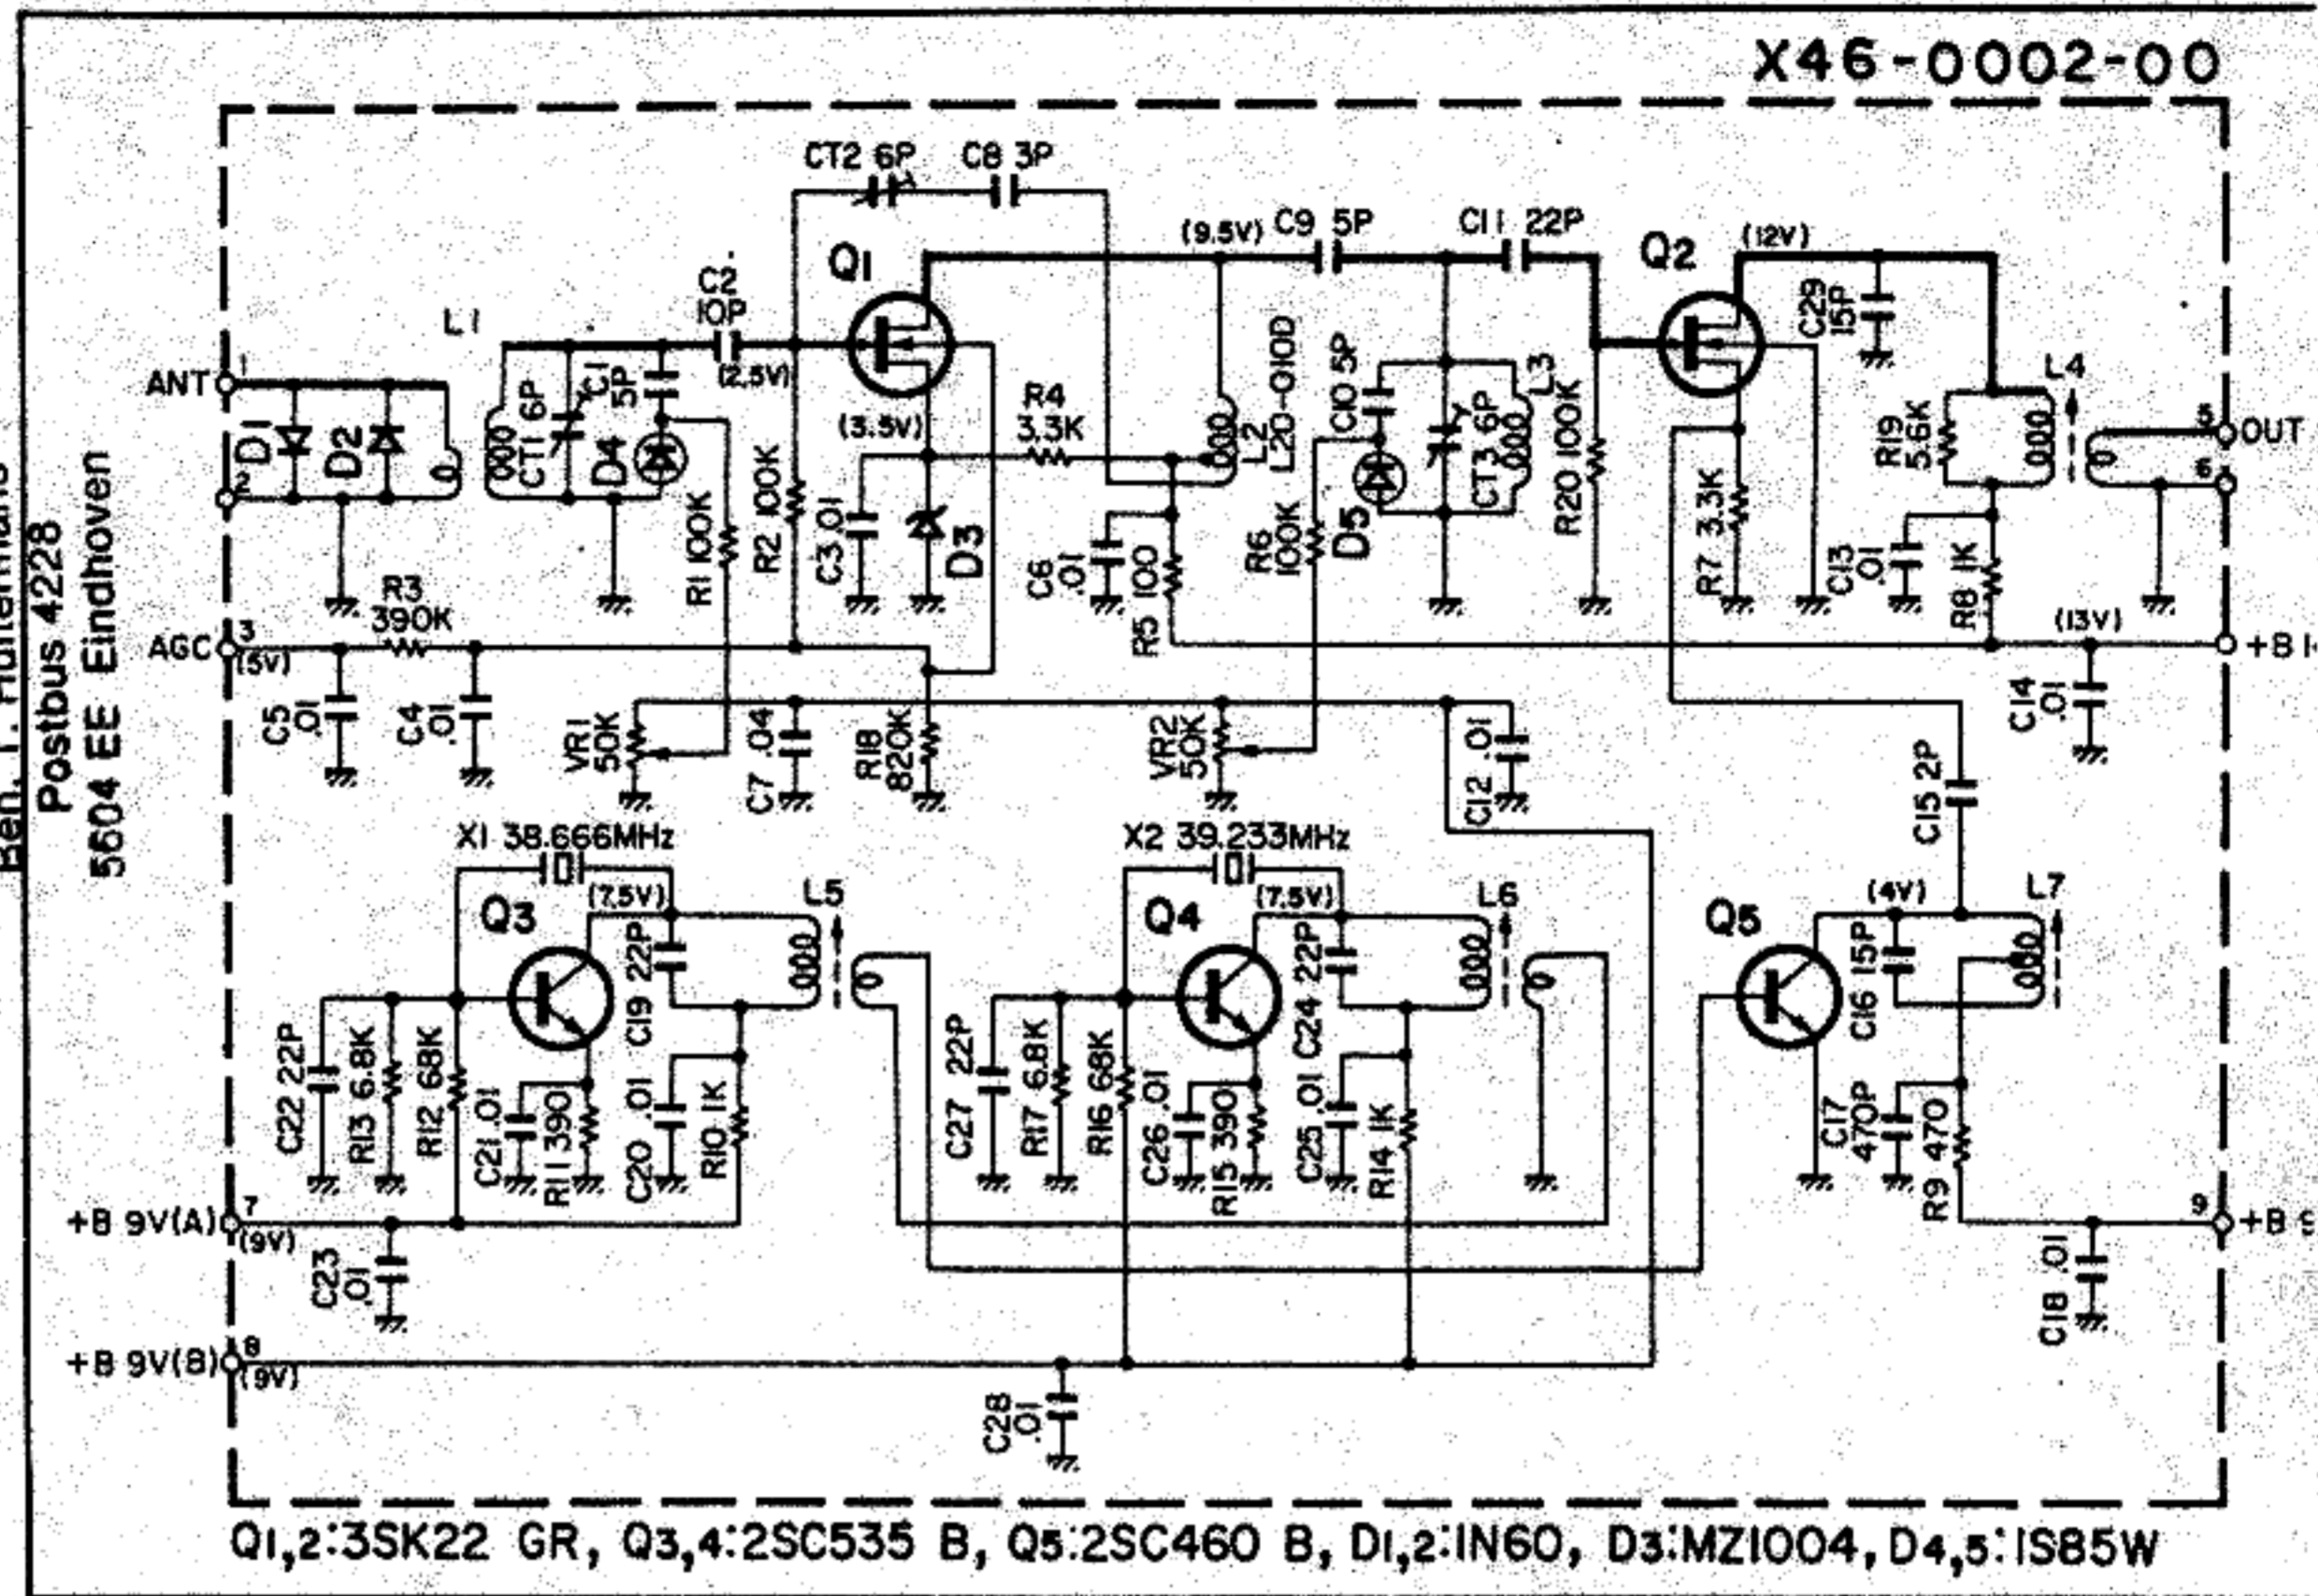 X46-0002-00
Postbus 4228
5604 EE Eindhoven
CT2 6P
C8 3P
(9.5V)
C9 5P
C11 22P
Q1
Q2
(12V)
C2
10P
(2.5V)
C29
15P
L1
ANT
1
2
D1
D2
CT1 6P
C1
5P
D4
(3.5V)
R4
3.3K
L2
L20-010D
C10 5P
CT3 6P
L3
R20 100K
L4
R19
5.6K
5
OUT
6
R1 100K
R2 100K
C3 .01
D3
C6
.01
R5 100
R6
100K
D5
R7 3.3K
C13
.01
R8 1K
(13V)
R3
390K
AGC
3
(5V)
+B
C5
.01
C4
.01
VR1
50K
C7 .04
R18
820K
VR2
50K
C12 .01
C14
.01
C15 2P
X1 38.666MHz
X2 39.233MHz
Q3
(7.5V)
L5
Q4
(7.5V)
L6
Q5
(4V)
L7
C22 22P
R13 6.8K
R12 68K
C21 .01
R11 390
C19 22P
C20 .01
R10 1K
C27 22P
R17 6.8K
R16 68K
C26 .01
R15 390
C24 22P
C25 .01
R14 1K
C16 15P
C17
470P
R9 470
+B 9V(A)
7
(9V)
C23
.01
9
+B
C18 .01
+B 9V(B)
8
(9V)
C28
.01
Q1,2:3SK22 GR, Q3,4:2SC535 B, Q5:2SC460 B, D1,2:1N60, D3:MZ1004, D4,5:1S85W